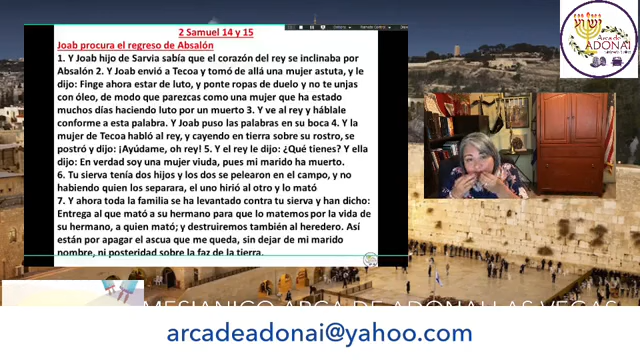 2 Samuel 14 y 15
Joab procura el regreso de Absalón
1. Y Joab hijo de Sarvia sabía que el corazón del rey se inclinaba por
Absalón 2. Y Joab envió a Tecoa y tomó de allá una mujer astuta, y le
dijo: Finge ahora estar de luto, y ponte ropas de duelo y no te unjas
con óleo, de modo que parezcas como una mujer que ha estado
muchos días haciendo luto por un muerto 3. Y ve al rey y háblale
conforme a esta palabra. Y Joab puso las palabras en su boca 4. Y la
mujer de Tecoa habló al rey, y cayendo en tierra sobre su rostro, se
postró y dijo: ¡Ayúdame, oh rey! 5. Y el rey le dijo: ¿Qué tienes? Y ella
dijo: En verdad soy una mujer viuda, pues mi marido ha muerto.
6. Tu sierva tenía dos hijos y los dos se pelearon en el campo, y no
habiendo quien los separara, el uno hirió al otro y lo mató
7. Y ahora toda la familia se ha levantado contra tu sierva y han dicho:
Entrega al que mató a su hermano para que lo matemos por la vida de
su hermano, a quien mató; y destruiremos también al heredero. Así
están por apagar el ascua que me queda, sin dejar de mi marido
nombre, ni posteridad sobre la faz de la tierra.
Arca de
ADONAI
MESIANICO ARCA DE ADONAI LAS VEGAS
arcadeadonai@yahoo.com